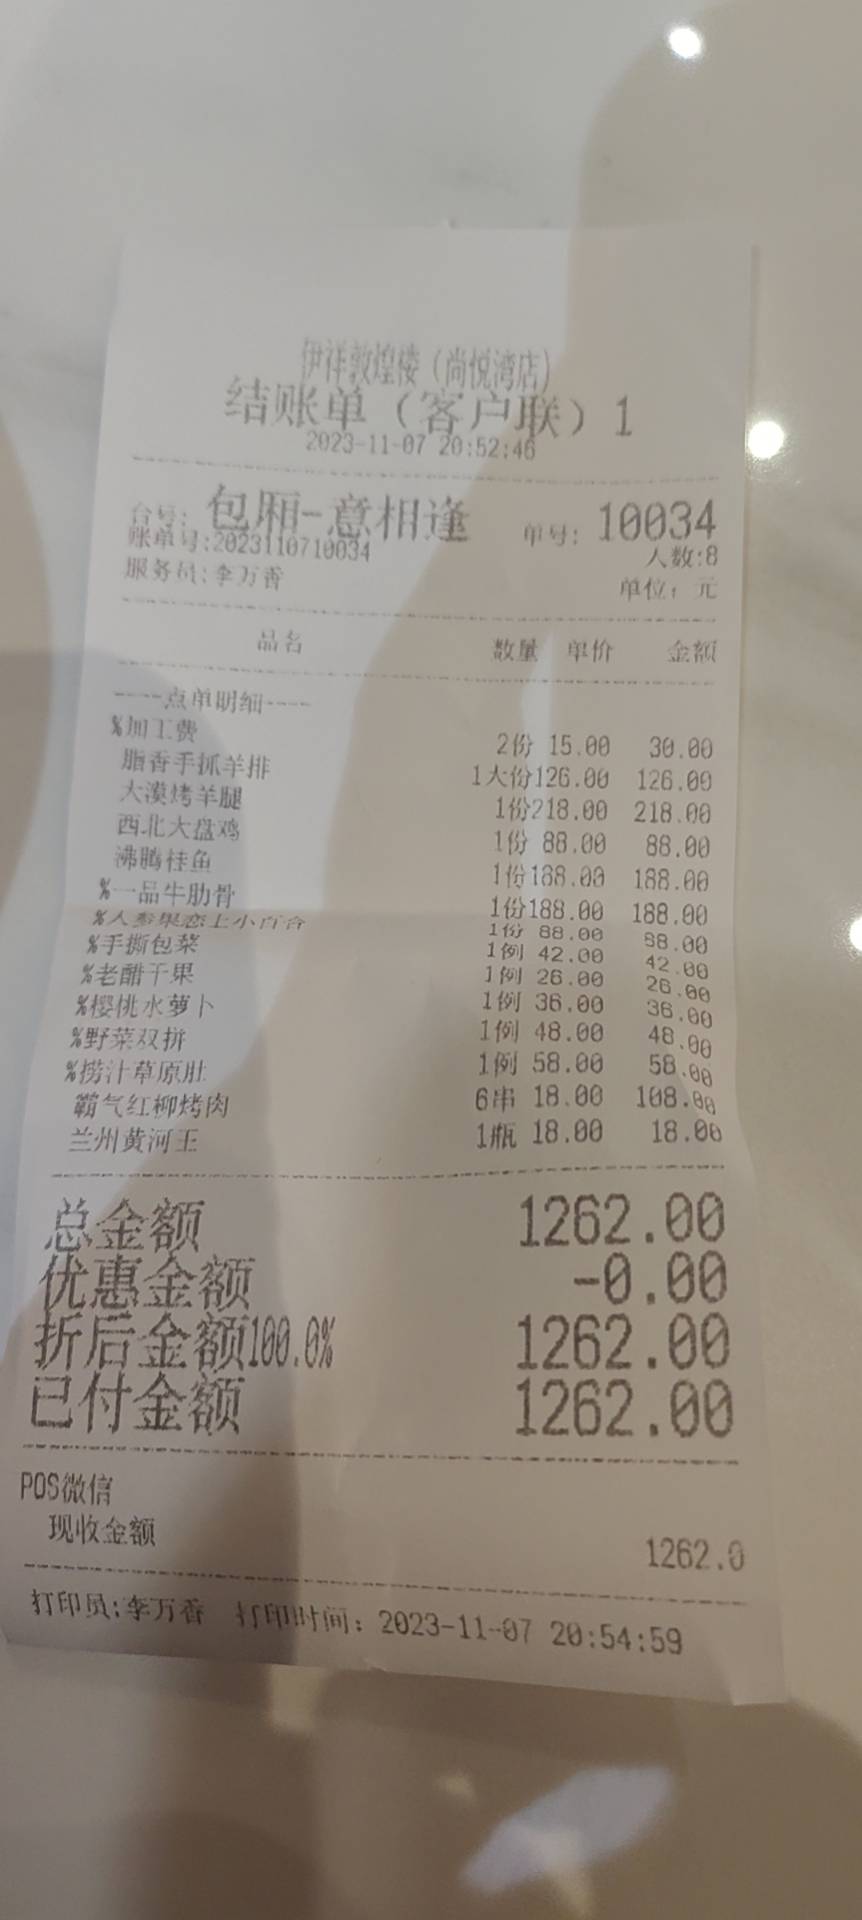 伊祥敦煌楼（尚悦湾店）
结账单（客户联）1
2023-11-07 20:52:46
台号：包厢-意相逢 单号：10034
账单号:2023110710034 人数:8
服务员:李万香 单位：元
品名 数量 单价 金额
----点单明细----
%加工费 2份 15.00 30.00
脂香手抓羊排 1大份126.00 126.00
大漠烤羊腿 1份218.00 218.00
西北大盘鸡 1份 88.00 88.00
沸腾桂鱼 1份188.00 188.00
%一品牛肋骨 1份188.00 188.00
%人参果恋上小百合 1份 88.00 88.00
%手撕包菜 1例 42.00 42.00
%老醋干果 1例 26.00 26.00
%樱桃水萝卜 1例 36.00 36.00
%野菜双拼 1例 48.00 48.00
%捞汁草原肚 1例 58.00 58.00
霸气红柳烤肉 6串 18.00 108.00
兰州黄河王 1瓶 18.00 18.00
总金额 1262.00
优惠金额 -0.00
折后金额100.0% 1262.00
已付金额 1262.00
POS微信
现收金额 1262.0
打印员:李万香 打印时间：2023-11-07 20:54:59